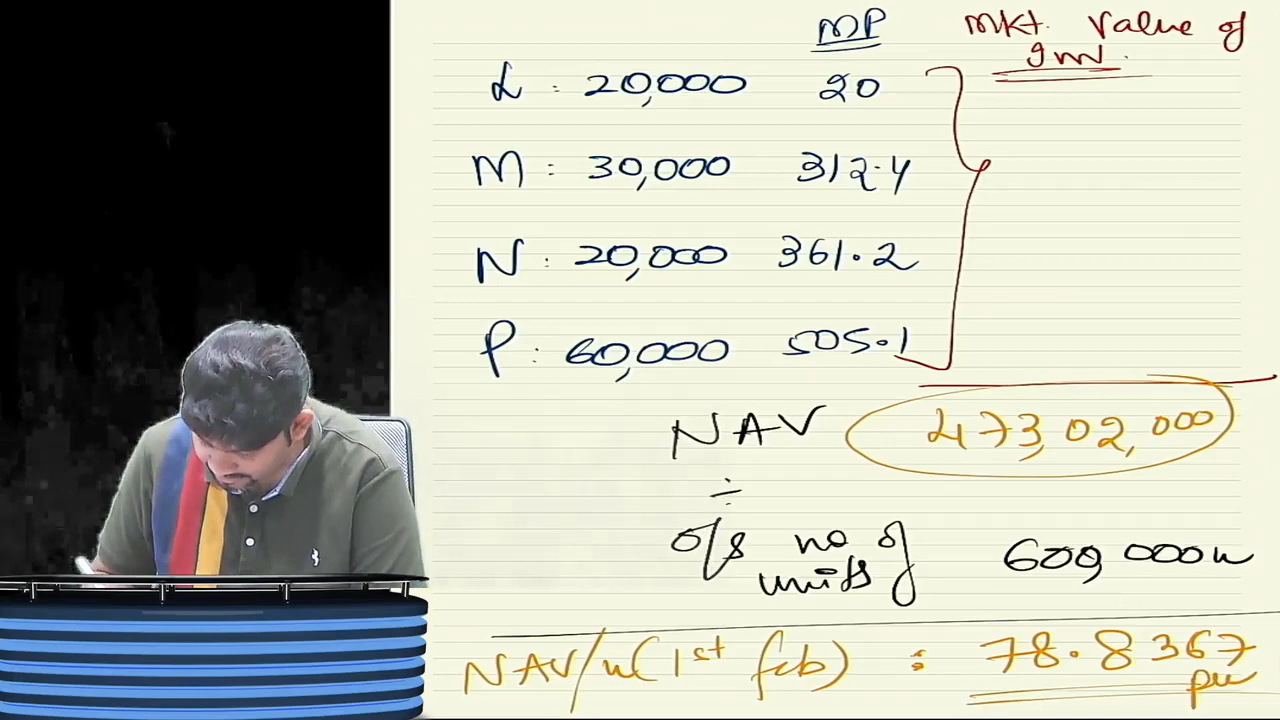 MP Mkt. Value of
Inv.
L : 20,000 20
M : 30,000 312.4
N : 20,000 361.2
P : 60,000 505.1
NAV 473,02,000
÷
o/s no of units 600,000 u
NAV/u (1st feb) : 78.8367 pu